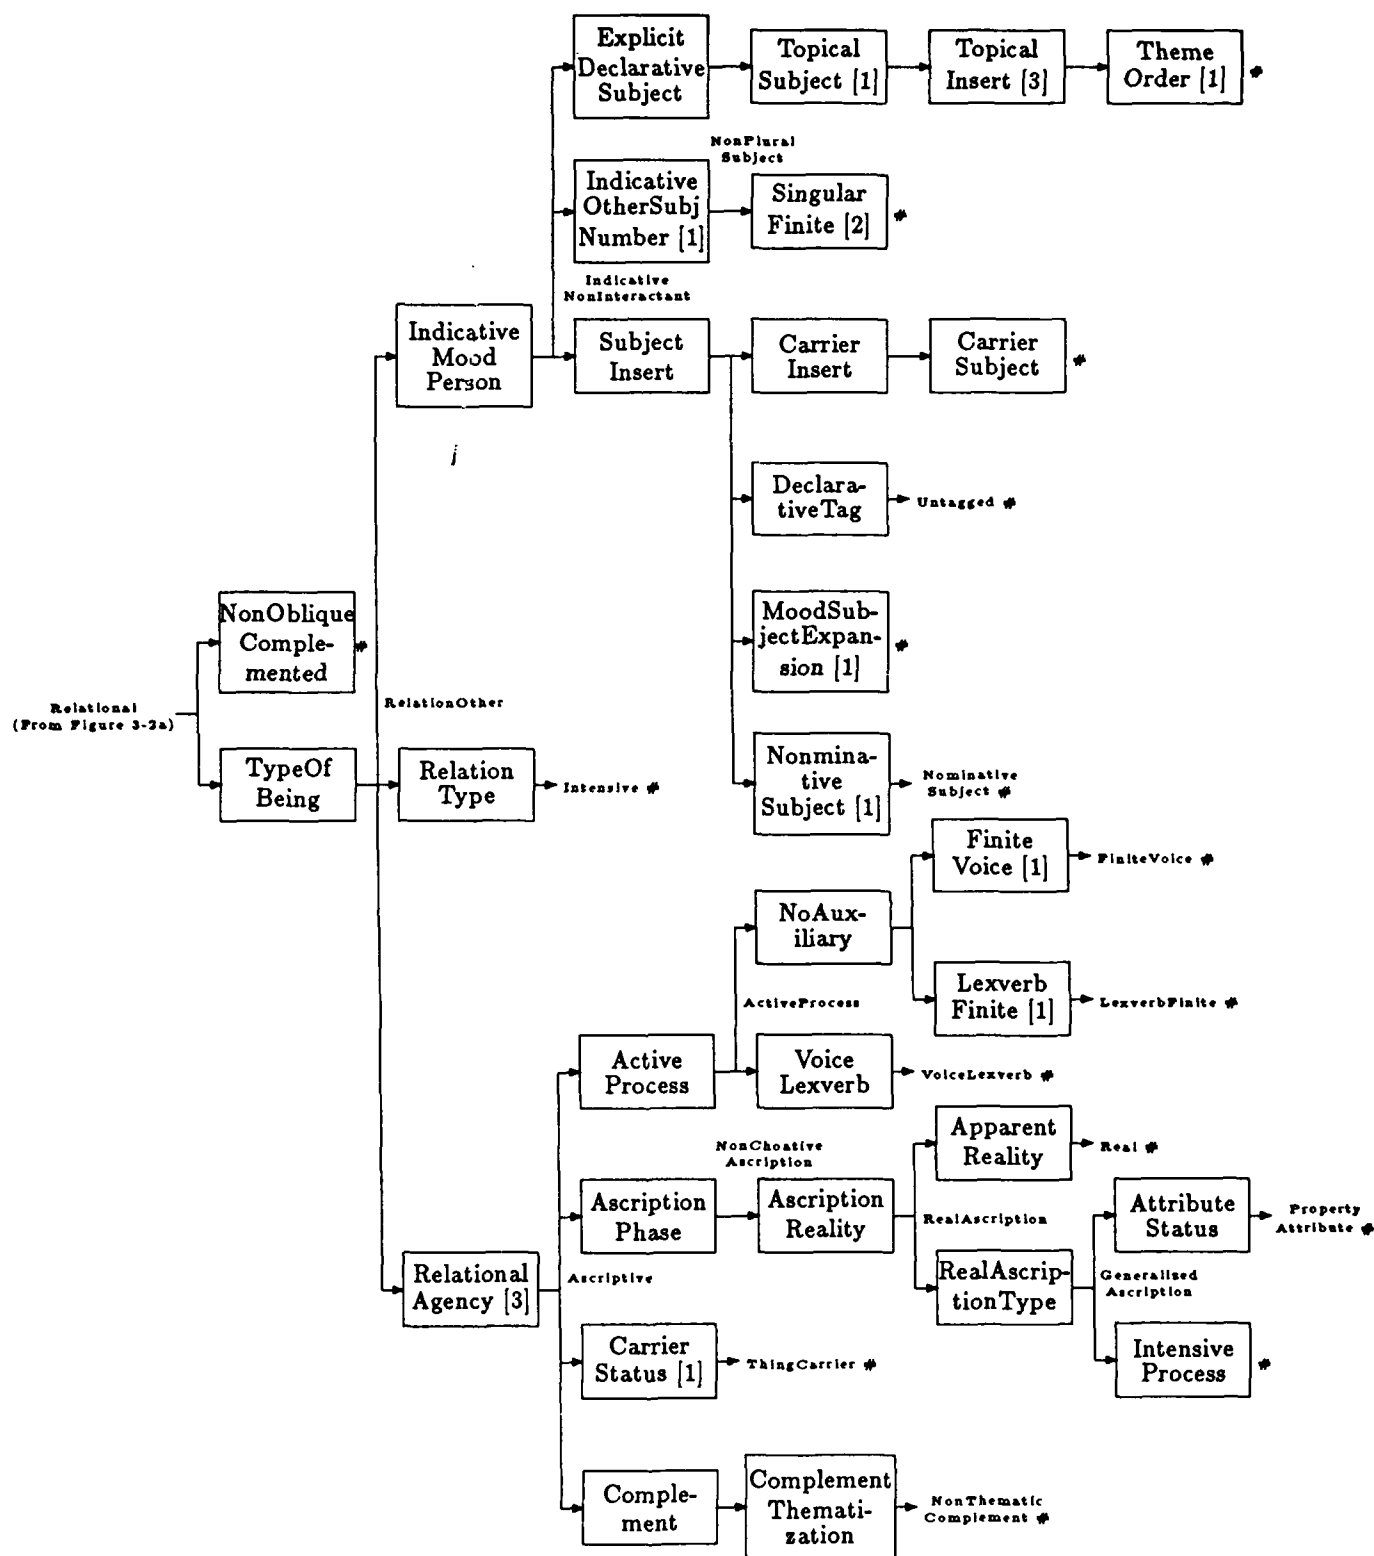 Explicit
Declarative
Subject
Topical
Subject [1]
Topical
Insert [3]
Theme
Order [1]
#
NonPlural
Subject
Indicative
OtherSubj
Number [1]
Singular
Finite [2]
#
Indicative
NonInteractant
Indicative
Mood
Person
Subject
Insert
Carrier
Insert
Carrier
Subject
#
j
Declara-
tiveTag
Untagged #
NonOblique
Comple-
mented
#
MoodSub-
jectExpan-
sion [1]
#
Relational
(From Figure 3-2a)
RelationOther
TypeOf
Being
Relation
Type
Intensive #
Nonmina-
tive
Subject [1]
Nominative
Subject #
Finite
Voice [1]
FiniteVoice #
NoAux-
iliary
Lexverb
Finite [1]
LexverbFinite #
ActiveProcess
Active
Process
Voice
Lexverb
VoiceLexverb #
NonChoative
Ascription
Apparent
Reality
Real #
Ascription
Phase
Ascription
Reality
RealAscription
Attribute
Status
Property
Attribute #
Relational
Agency [3]
Ascriptive
RealAscrip-
tionType
Generalised
Ascription
Carrier
Status [1]
ThingCarrier #
Intensive
Process
#
Comple-
ment
Complement
Themati-
zation
NonThematic
Complement #